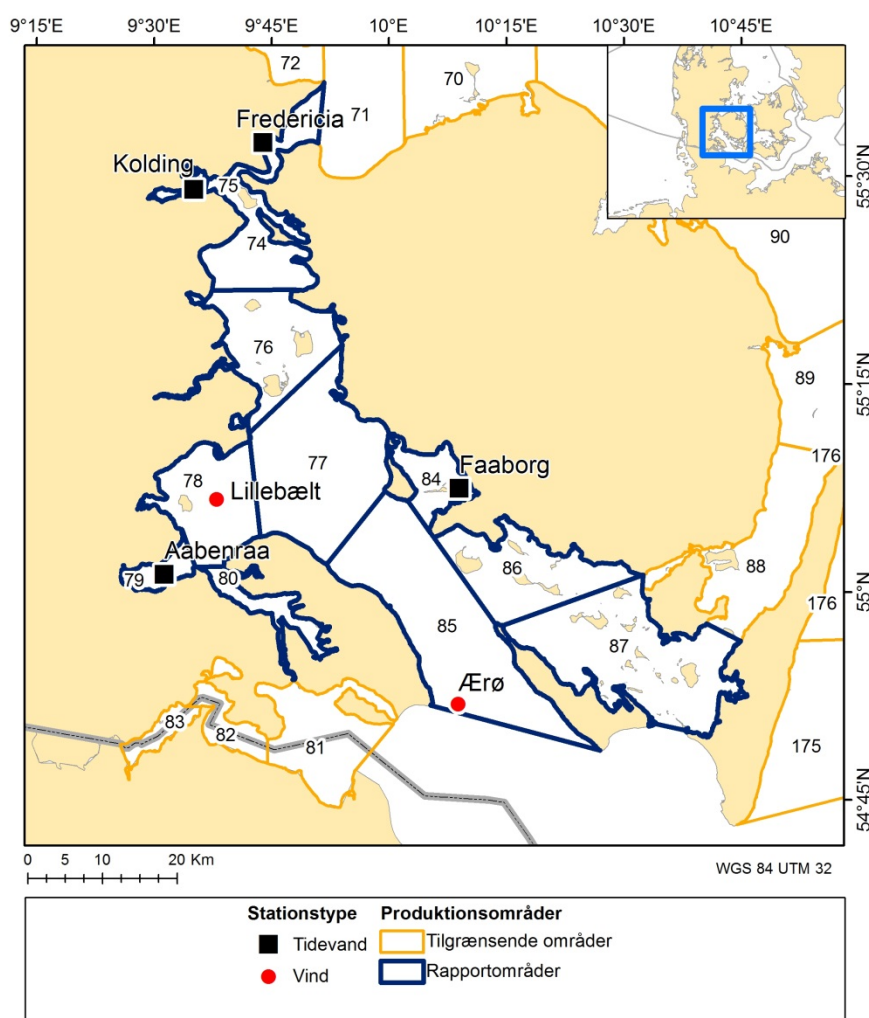 9°15'E 9°30'E 9°45'E 10°E 10°15'E 10°30'E 10°45'E
72
70
71
Fredericia
Kolding
75
55°30'N
74
90
76
55°15'N
89
77
176
Faaborg
84
78
Lillebælt
Aabenraa
79
80
86
88
55°N
176
85
87
Ærø
83
82
81
175
54°45'N
0 5 10 20 Km
WGS 84 UTM 32
Stationstype Produktionsområder
Tidevand Tilgrænsende områder
Vind Rapportområder